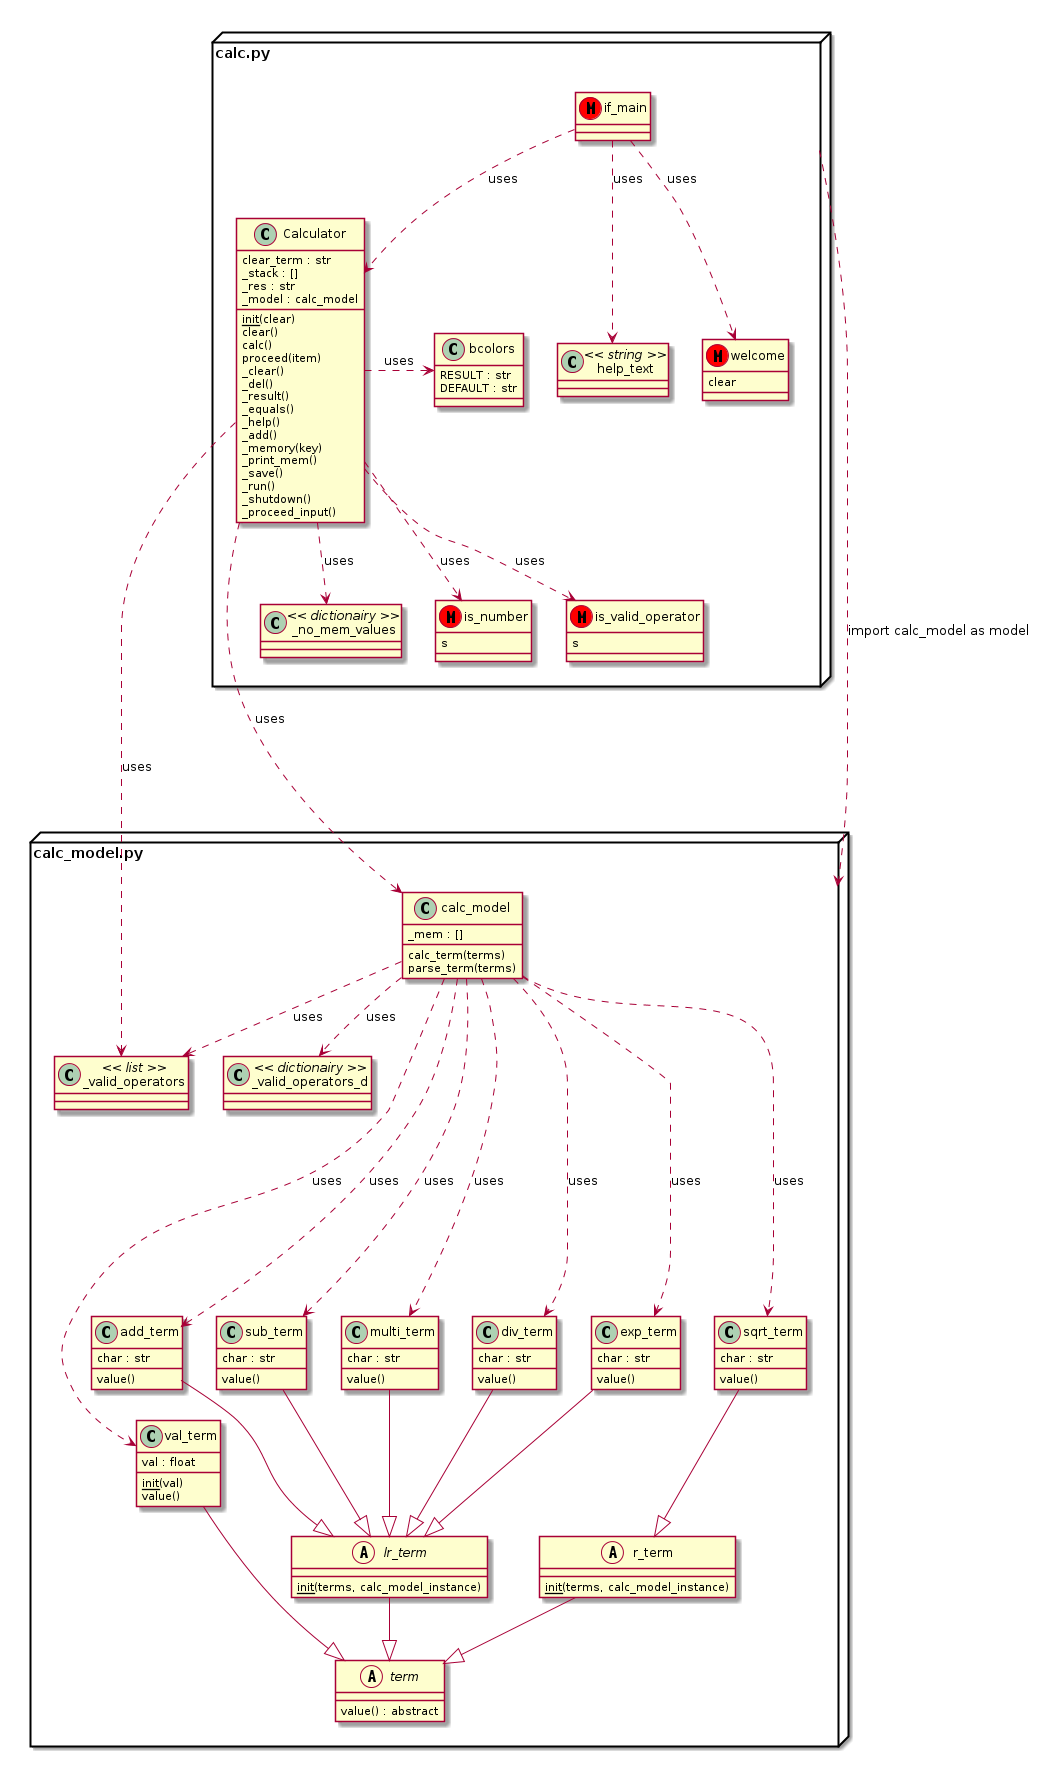 calc.py
M if_main
uses
uses
uses
C Calculator
clear_term : str
_stack : []
_res : str
_model : calc_model
init(clear)
clear()
calc()
proceed(item)
_clear()
_del()
_result()
_equals()
_help()
_add()
_memory(key)
_print_mem()
_save()
_run()
_shutdown()
_proceed_input()
uses
C bcolors
RESULT : str
DEFAULT : str
C << string >>
help_text
M welcome
clear
uses
uses
uses
C << dictionairy >>
_no_mem_values
M is_number
s
M is_valid_operator
s
import calc_model as model
uses
uses
calc_model.py
C calc_model
_mem : []
calc_term(terms)
parse_term(terms)
uses
uses
C << list >>
_valid_operators
C << dictionairy >>
_valid_operators_d
uses
uses
uses
uses
uses
uses
uses
C add_term
char : str
value()
C sub_term
char : str
value()
C multi_term
char : str
value()
C div_term
char : str
value()
C exp_term
char : str
value()
C sqrt_term
char : str
value()
C val_term
val : float
init(val)
value()
A lr_term
init(terms, calc_model_instance)
A r_term
init(terms, calc_model_instance)
A term
value() : abstract